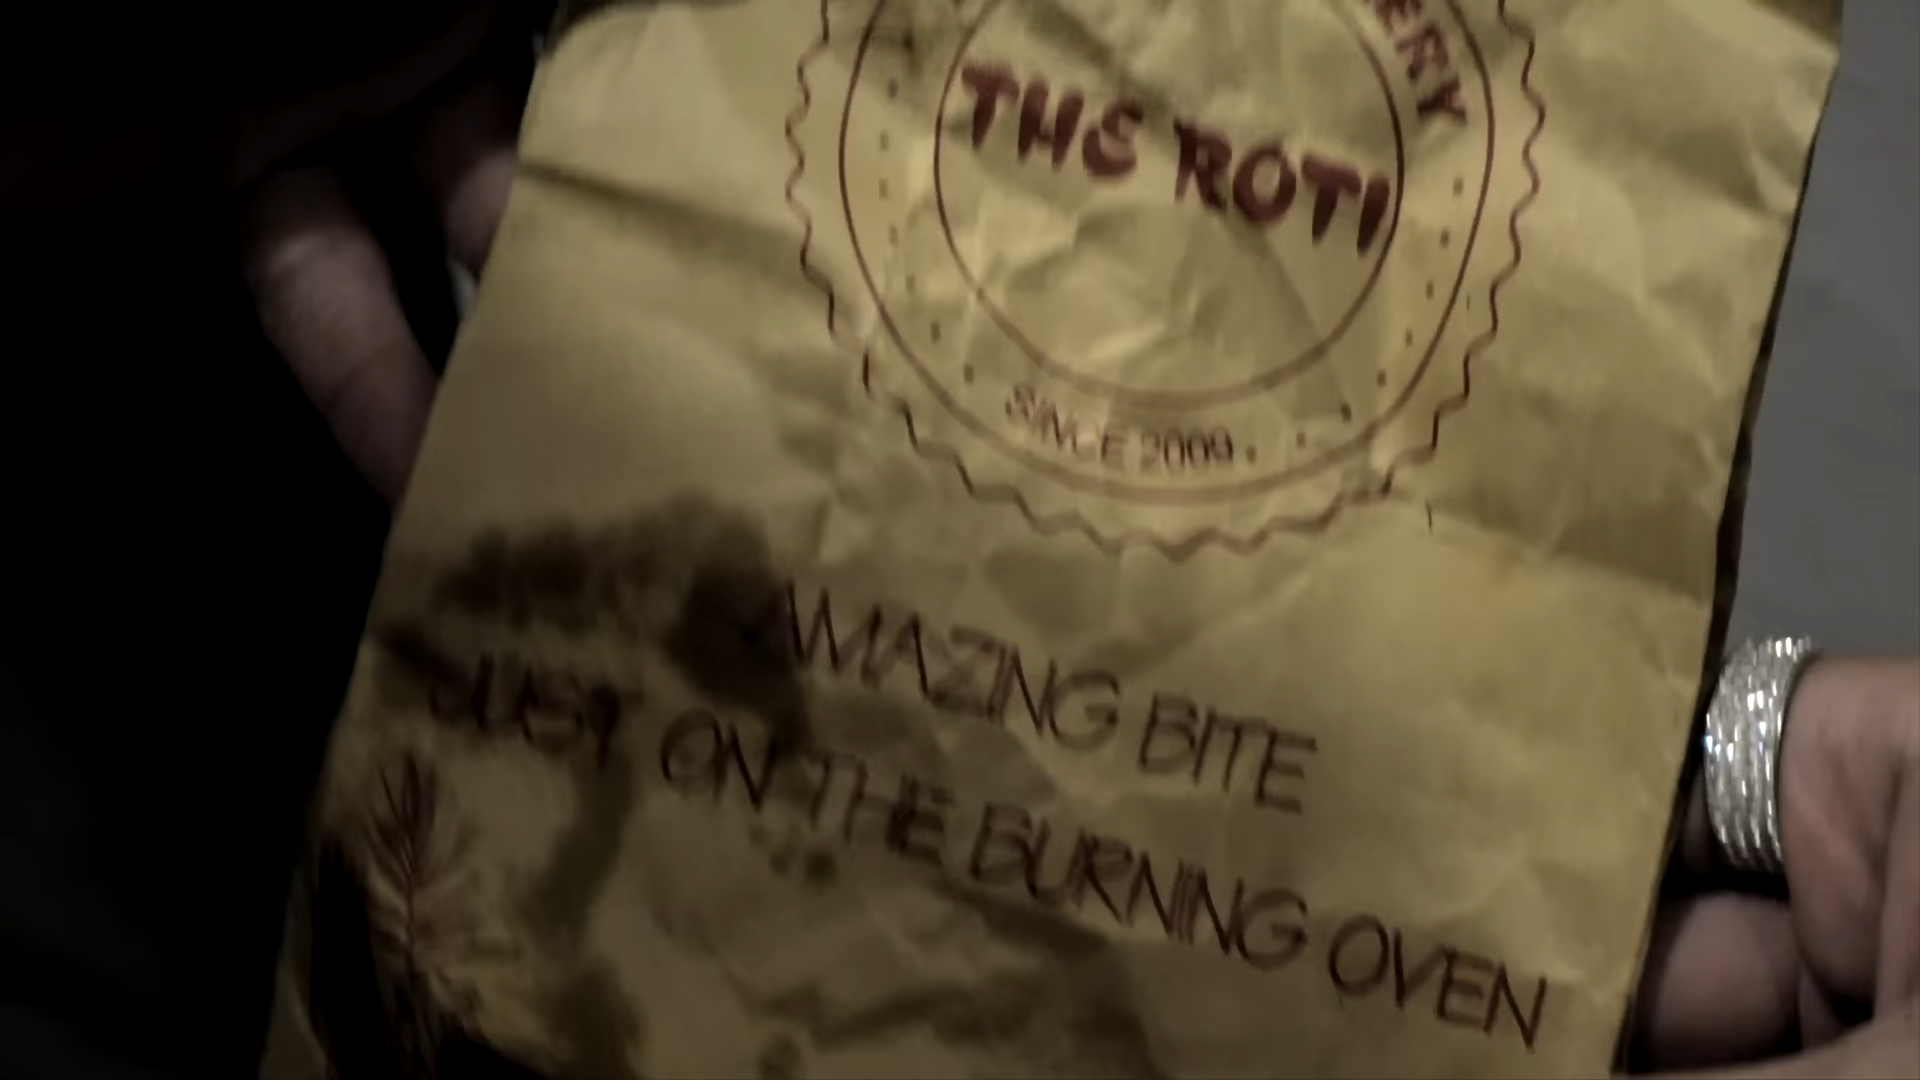 ERY
THE ROTI
SINCE 2009
AMAZING BITE
JUST ON THE BURNING OVEN